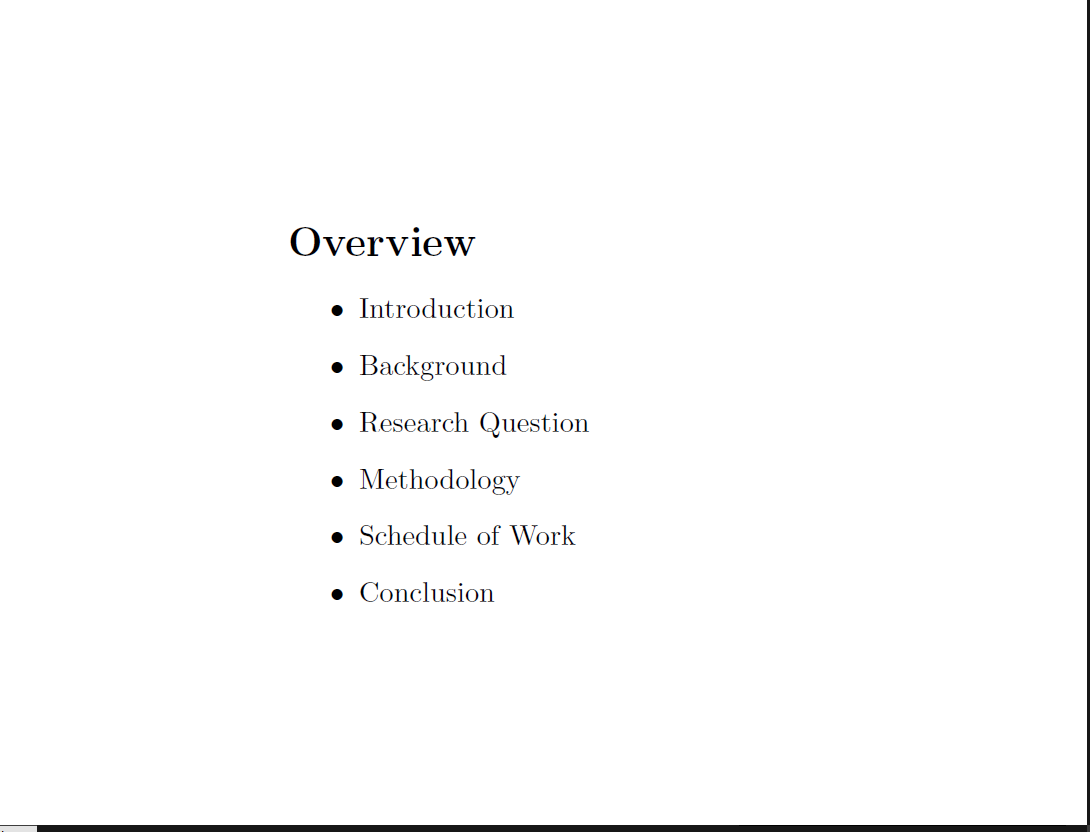 Overview
• Introduction
• Background
• Research Question
• Methodology
• Schedule of Work
• Conclusion